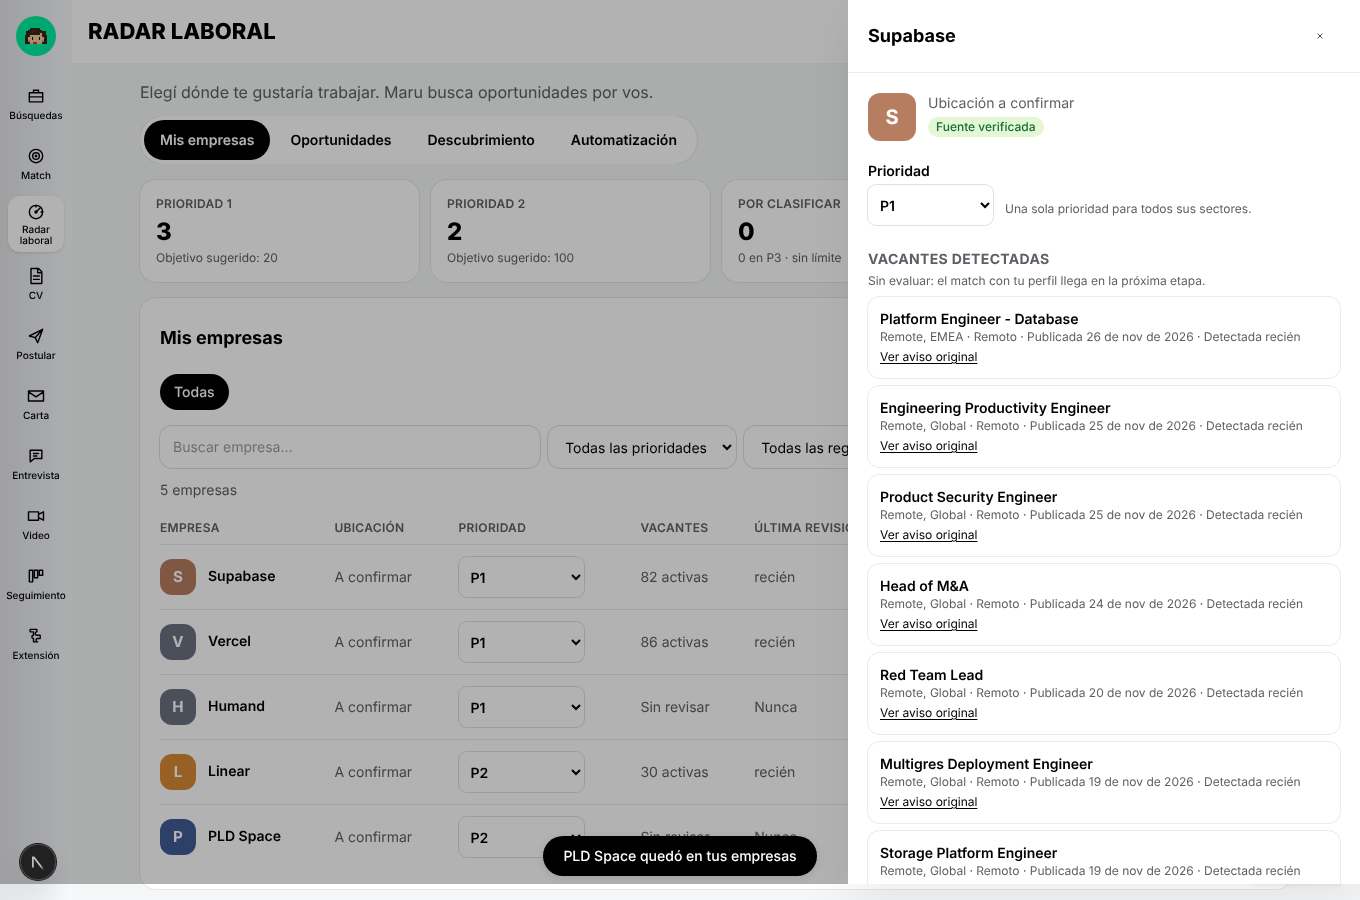 RADAR LABORAL
Búsquedas
Match
Radar
laboral
CV
Postular
Carta
Entrevista
Video
Seguimiento
Extensión
Elegí dónde te gustaría trabajar. Maru busca oportunidades por vos.
Mis empresas
Oportunidades
Descubrimiento
Automatización
PRIORIDAD 1
3
Objetivo sugerido: 20
PRIORIDAD 2
2
Objetivo sugerido: 100
POR CLASIFICAR
0
0 en P3 · sin límite
Mis empresas
Todas
Buscar empresa...
Todas las prioridades
Todas las reg
5 empresas
EMPRESA UBICACIÓN PRIORIDAD VACANTES ÚLTIMA REVISIÓ
S Supabase A confirmar P1 82 activas recién
V Vercel A confirmar P1 86 activas recién
H Humand A confirmar P1 Sin revisar Nunca
L Linear A confirmar P2 30 activas recién
P PLD Space A confirmar P2 Sin revisar Nunca
PLD Space quedó en tus empresas
Supabase
×
S
Ubicación a confirmar
Fuente verificada
Prioridad
P1
Una sola prioridad para todos sus sectores.
VACANTES DETECTADAS
Sin evaluar: el match con tu perfil llega en la próxima etapa.
Platform Engineer - Database
Remote, EMEA · Remoto · Publicada 26 de nov de 2026 · Detectada recién
Ver aviso original
Engineering Productivity Engineer
Remote, Global · Remoto · Publicada 25 de nov de 2026 · Detectada recién
Ver aviso original
Product Security Engineer
Remote, Global · Remoto · Publicada 25 de nov de 2026 · Detectada recién
Ver aviso original
Head of M&A
Remote, Global · Remoto · Publicada 24 de nov de 2026 · Detectada recién
Ver aviso original
Red Team Lead
Remote, Global · Remoto · Publicada 20 de nov de 2026 · Detectada recién
Ver aviso original
Multigres Deployment Engineer
Remote, Global · Remoto · Publicada 19 de nov de 2026 · Detectada recién
Ver aviso original
Storage Platform Engineer
Remote, Global · Remoto · Publicada 19 de nov de 2026 · Detectada recién